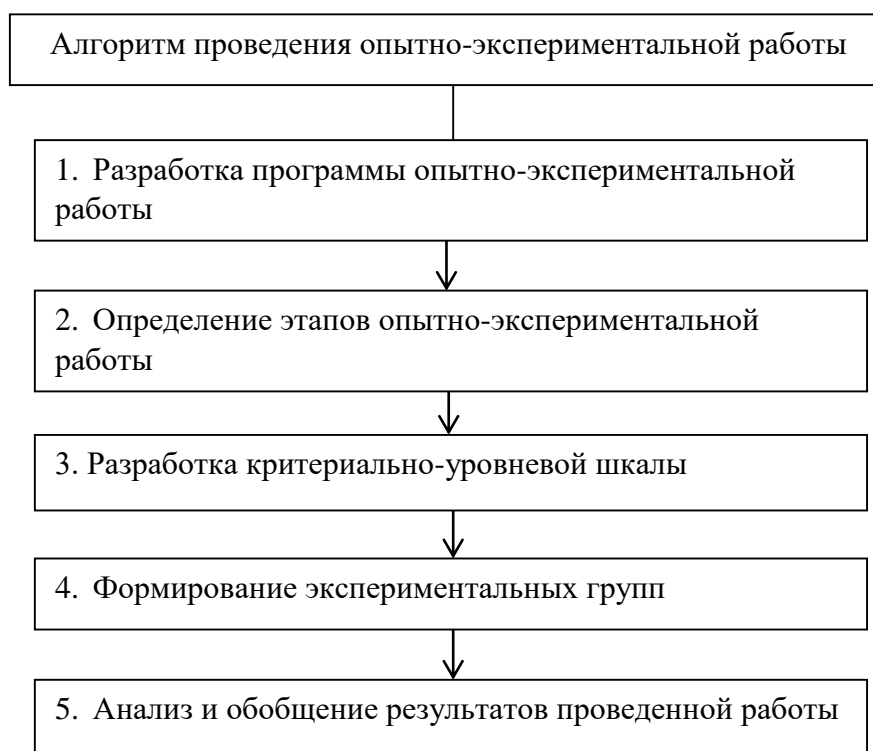 Алгоритм проведения опытно-экспериментальной работы
1. Разработка программы опытно-экспериментальной
работы
2. Определение этапов опытно-экспериментальной
работы
3. Разработка критериально-уровневой шкалы
4. Формирование экспериментальных групп
5. Анализ и обобщение результатов проведенной работы